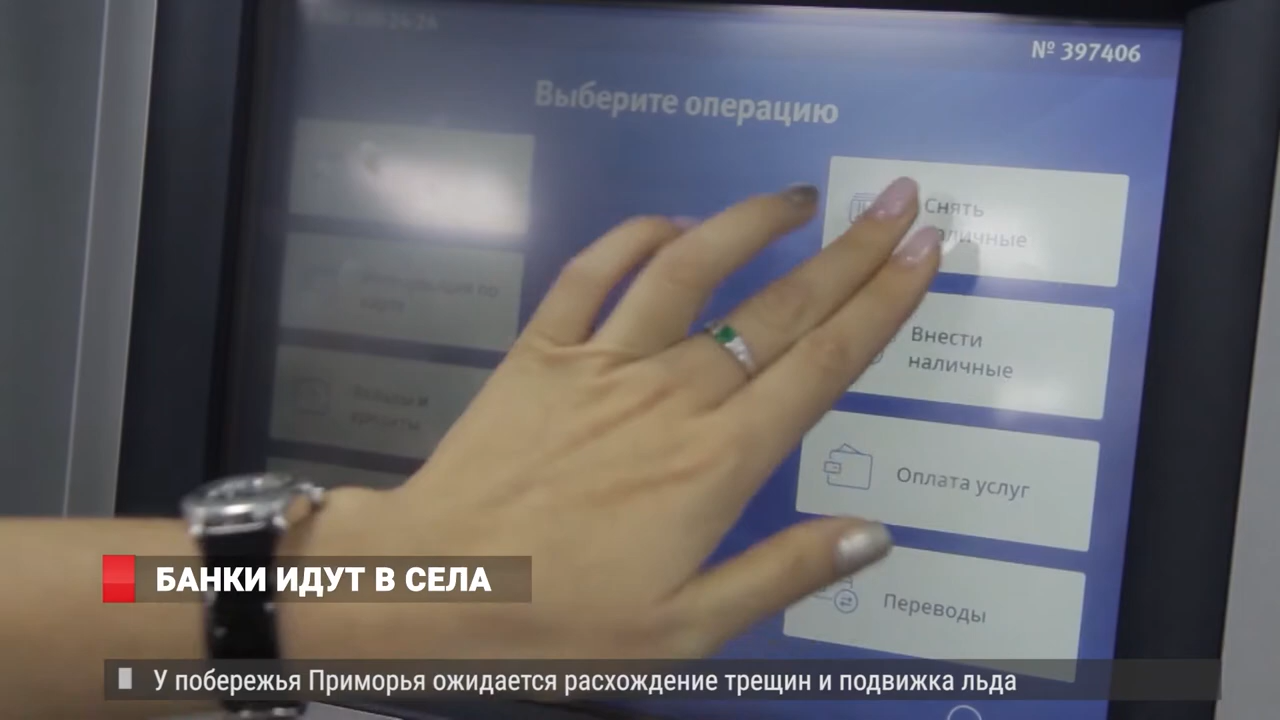 № 397406
Выберите операцию
Снять
наличные
Внести
наличные
Оплата услуг
Переводы
БАНКИ ИДУТ В СЕЛА
У побережья Приморья ожидается расхождение трещин и подвижка льда